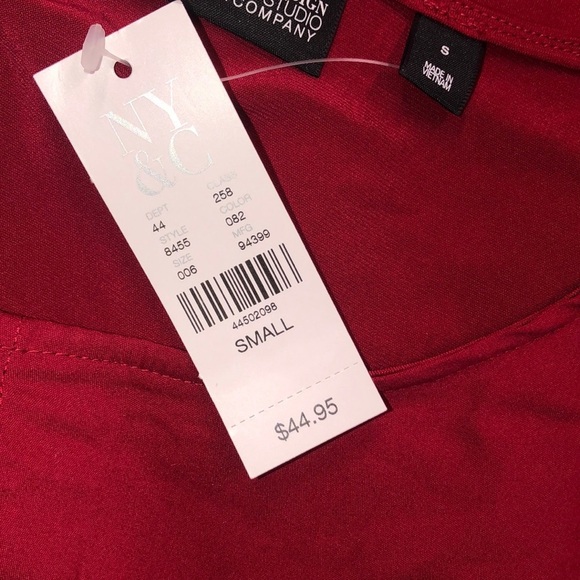 STUDIO
COMPANY
S
MADE IN
VIETNAM
NY
&C
DEPT
CLASS
44
258
STYLE
COLOR
8455
082
SIZE
MFG
006
94399
44502098
SMALL
$44.95